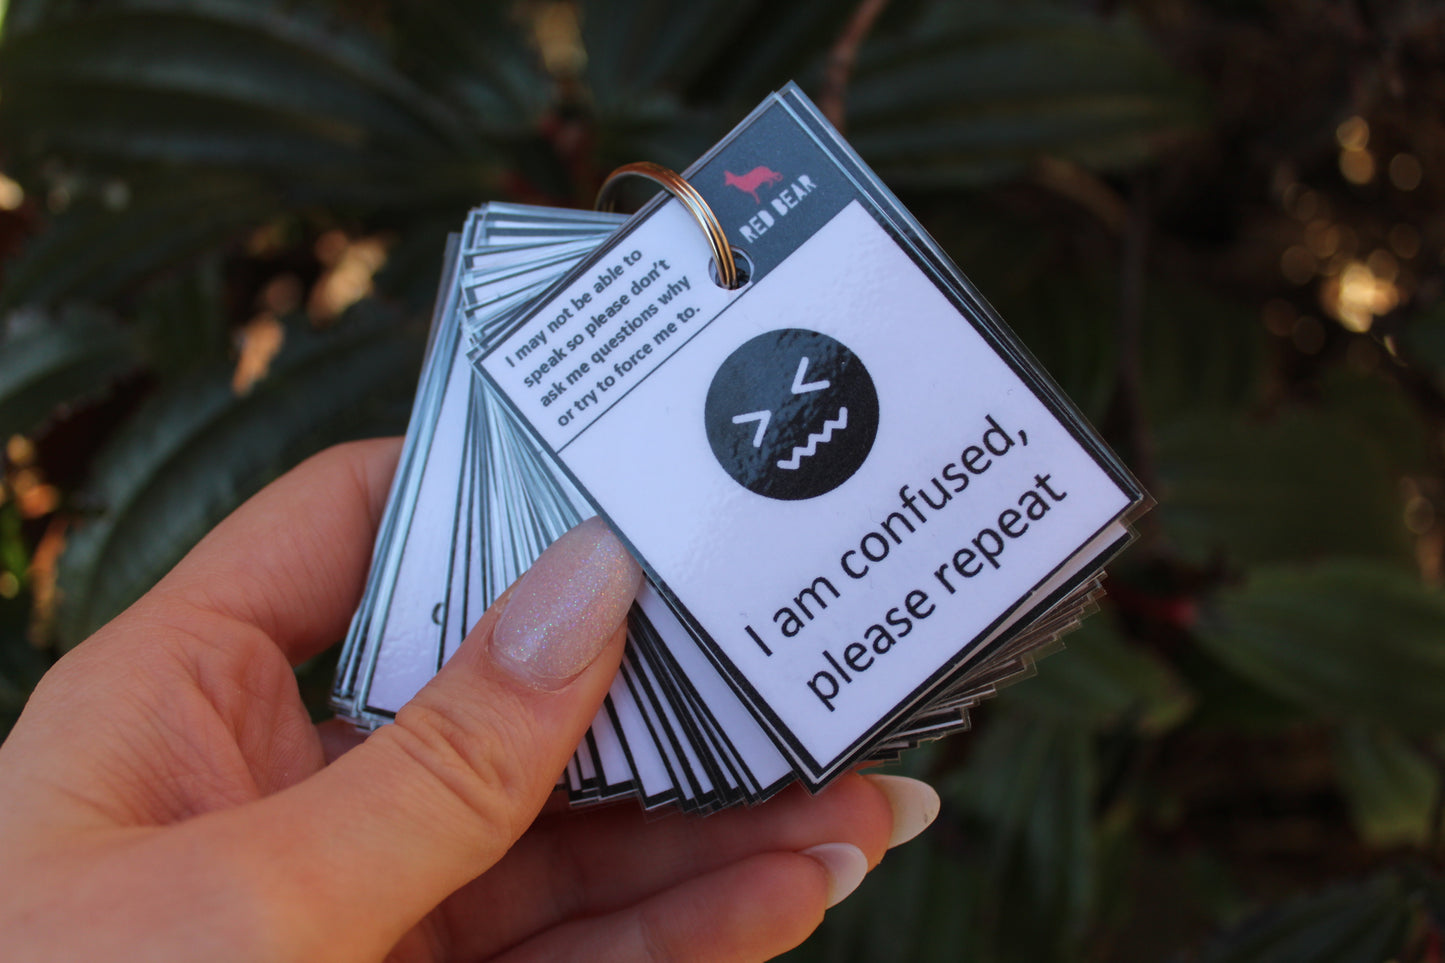 RED BEAR
I may not be able to
speak so please don't
ask me questions why
or try to force me to.
I am confused,
please repeat